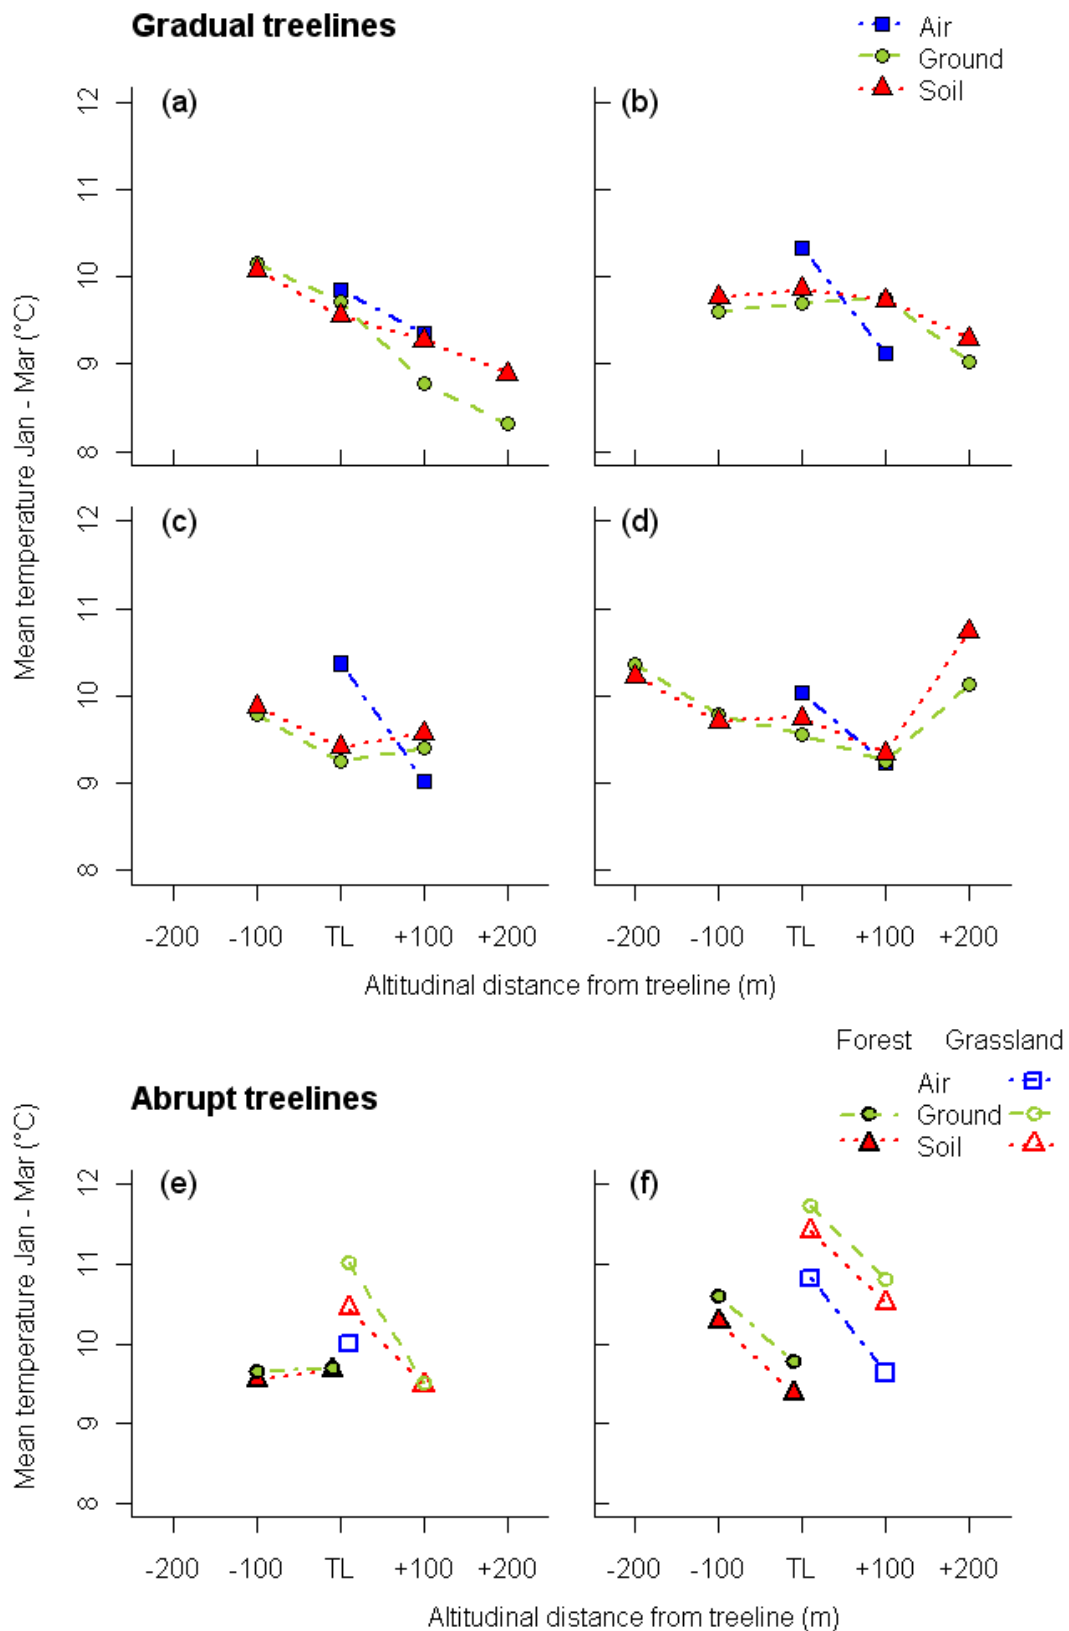 Gradual treelines
Air
Ground
Soil
(a)
(b)
12
11
10
9
8
(c)
(d)
12
11
10
9
8
Mean temperature Jan - Mar (°C)
-200 -100 TL +100 +200
-200 -100 TL +100 +200
Altitudinal distance from treeline (m)
Forest Grassland
Abrupt treelines
Air
Ground
Soil
(e)
(f)
12
11
10
9
8
Mean temperature Jan - Mar (°C)
-200 -100 TL +100 +200
-200 -100 TL +100 +200
Altitudinal distance from treeline (m)